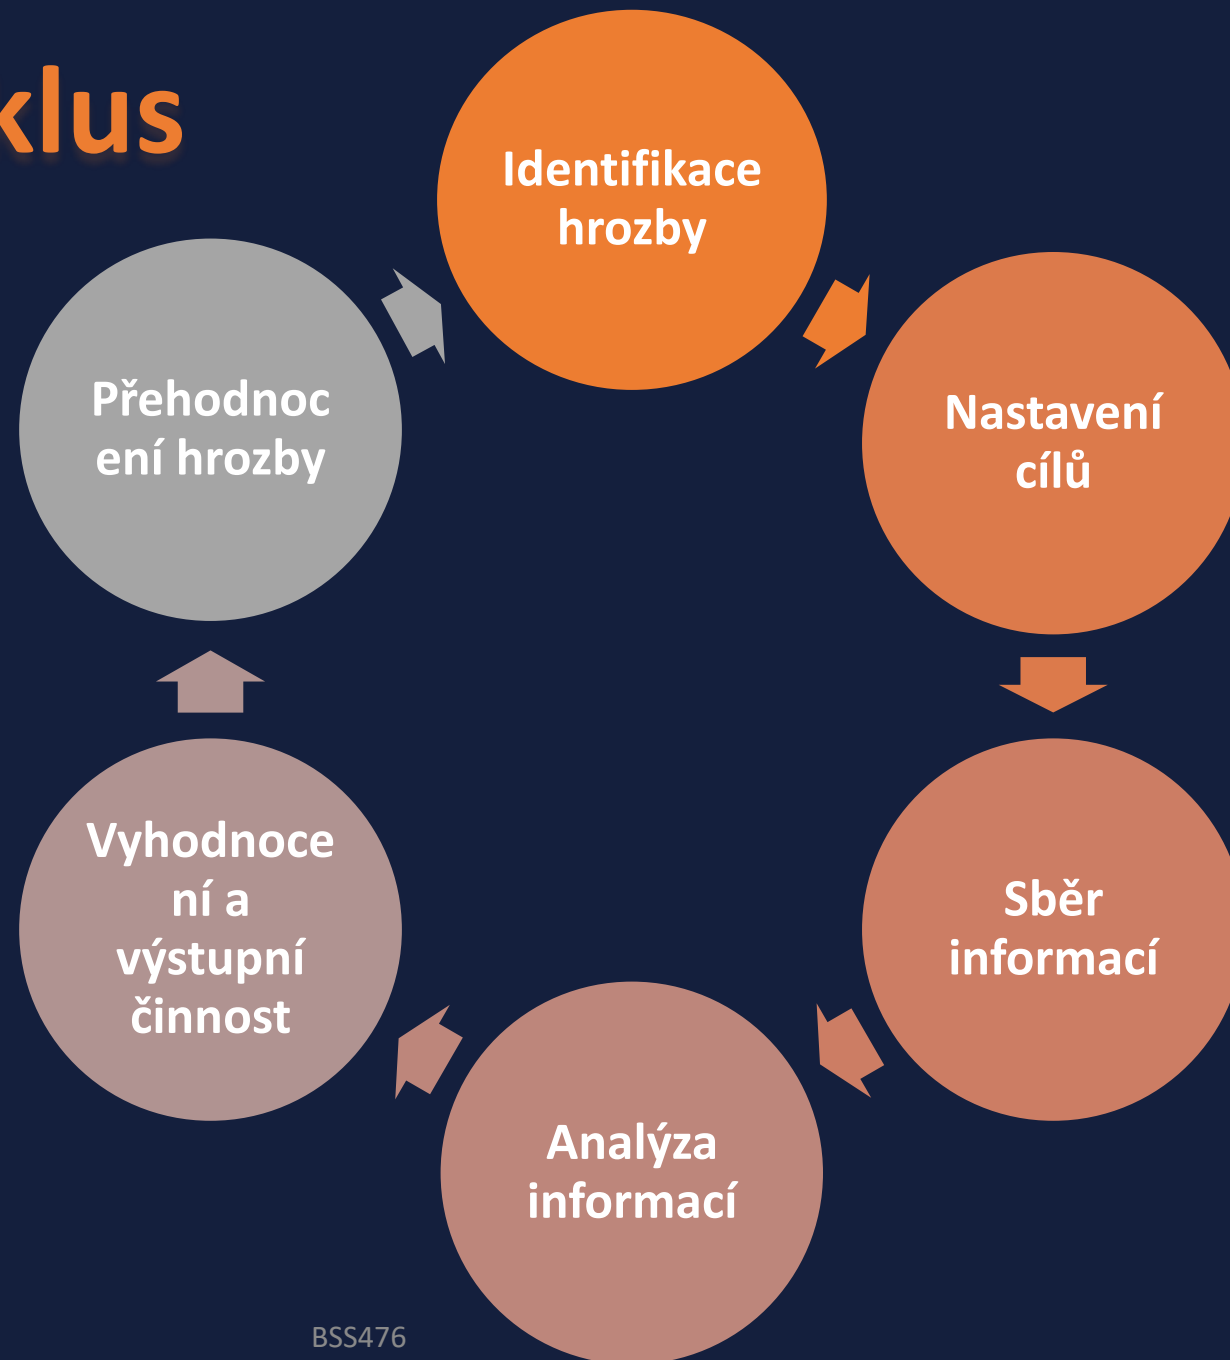 klus
Identifikace
hrozby
Nastavení
cílů
Sběr
informací
Analýza
informací
Vyhodnoce
ní a
výstupní
činnost
Přehodnoc
ení hrozby
BSS476